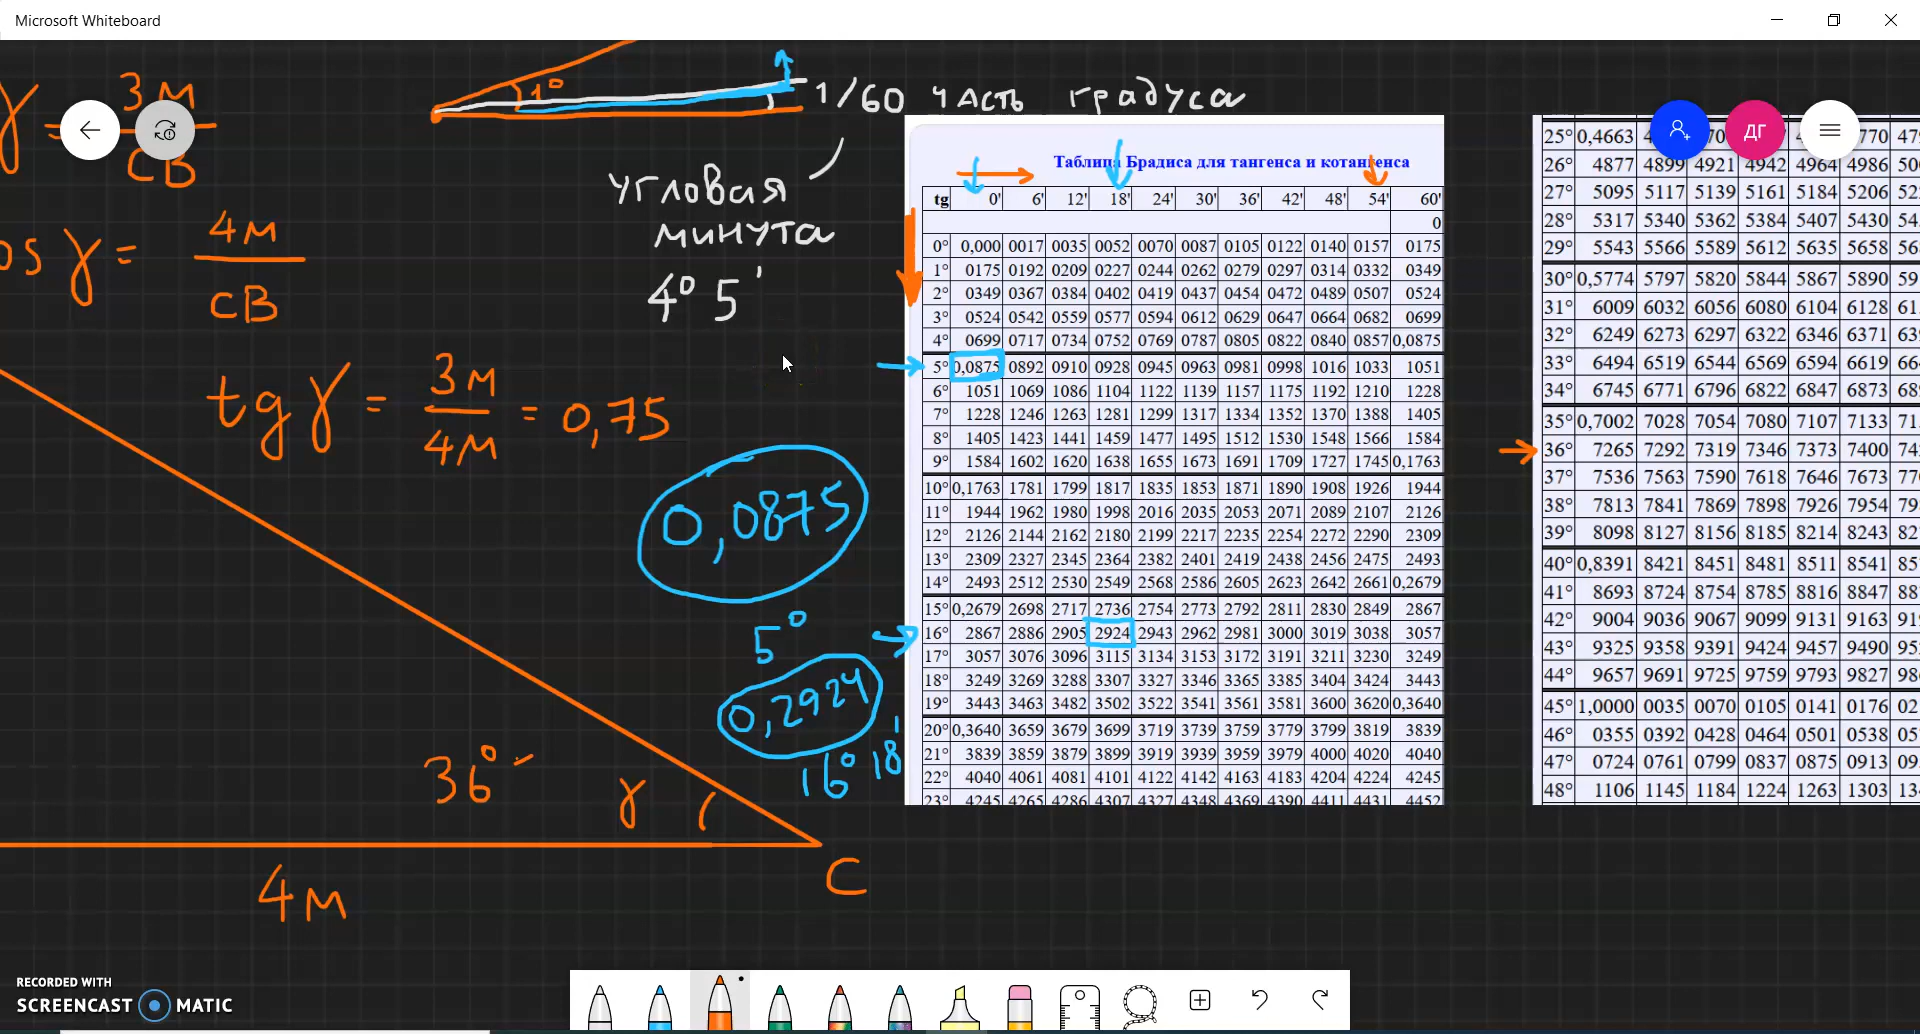 Microsoft Whiteboard
γ = 3м
СВ
cos γ = 4м
СВ
1°
1/60 часть градуса
угловая
минута
4° 5'
tg γ = 3м = 0,75
4м
0,0875
5°
0,2924
16° 18'
36°
γ
C
4м
Таблица Брадиса для тангенса и котангенса
tg 0' 6' 12' 18' 24' 30' 36' 42' 48' 54' 60'
0
0° 0,000 0017 0035 0052 0070 0087 0105 0122 0140 0157 0175
1° 0175 0192 0209 0227 0244 0262 0279 0297 0314 0332 0349
2° 0349 0367 0384 0402 0419 0437 0454 0472 0489 0507 0524
3° 0524 0542 0559 0577 0594 0612 0629 0647 0664 0682 0699
4° 0699 0717 0734 0752 0769 0787 0805 0822 0840 0857 0,0875
5° 0,0875 0892 0910 0928 0945 0963 0981 0998 1016 1033 1051
6° 1051 1069 1086 1104 1122 1139 1157 1175 1192 1210 1228
7° 1228 1246 1263 1281 1299 1317 1334 1352 1370 1388 1405
8° 1405 1423 1441 1459 1477 1495 1512 1530 1548 1566 1584
9° 1584 1602 1620 1638 1655 1673 1691 1709 1727 1745 0,1763
10° 0,1763 1781 1799 1817 1835 1853 1871 1890 1908 1926 1944
11° 1944 1962 1980 1998 2016 2035 2053 2071 2089 2107 2126
12° 2126 2144 2162 2180 2199 2217 2235 2254 2272 2290 2309
13° 2309 2327 2345 2364 2382 2401 2419 2438 2456 2475 2493
14° 2493 2512 2530 2549 2568 2586 2605 2623 2642 2661 0,2679
15° 0,2679 2698 2717 2736 2754 2773 2792 2811 2830 2849 2867
16° 2867 2886 2905 2924 2943 2962 2981 3000 3019 3038 3057
17° 3057 3076 3096 3115 3134 3153 3172 3191 3211 3230 3249
18° 3249 3269 3288 3307 3327 3346 3365 3385 3404 3424 3443
19° 3443 3463 3482 3502 3522 3541 3561 3581 3600 3620 0,3640
20° 0,3640 3659 3679 3699 3719 3739 3759 3779 3799 3819 3839
21° 3839 3859 3879 3899 3919 3939 3959 3979 4000 4020 4040
22° 4040 4061 4081 4101 4122 4142 4163 4183 4204 4224 4245
23° 4245 4265 4286 4307 4327 4348 4369 4390 4411 4431 4452
ДГ
25° 0,4663
26° 4877 4899 4921 4942 4964 4986
27° 5095 5117 5139 5161 5184 5206
28° 5317 5340 5362 5384 5407 5430
29° 5543 5566 5589 5612 5635 5658
30° 0,5774 5797 5820 5844 5867 5890
31° 6009 6032 6056 6080 6104 6128
32° 6249 6273 6297 6322 6346 6371
33° 6494 6519 6544 6569 6594 6619
34° 6745 6771 6796 6822 6847 6873
35° 0,7002 7028 7054 7080 7107 7133
36° 7265 7292 7319 7346 7373 7400
37° 7536 7563 7590 7618 7646 7673
38° 7813 7841 7869 7898 7926 7954
39° 8098 8127 8156 8185 8214 8243
40° 0,8391 8421 8451 8481 8511 8541
41° 8693 8724 8754 8785 8816 8847
42° 9004 9036 9067 9099 9131 9163
43° 9325 9358 9391 9424 9457 9490
44° 9657 9691 9725 9759 9793 9827
45° 1,0000 0035 0070 0105 0141 0176
46° 0355 0392 0428 0464 0501 0538
47° 0724 0761 0799 0837 0875 0913
48° 1106 1145 1184 1224 1263 1303
RECORDED WITH
SCREENCAST MATIC